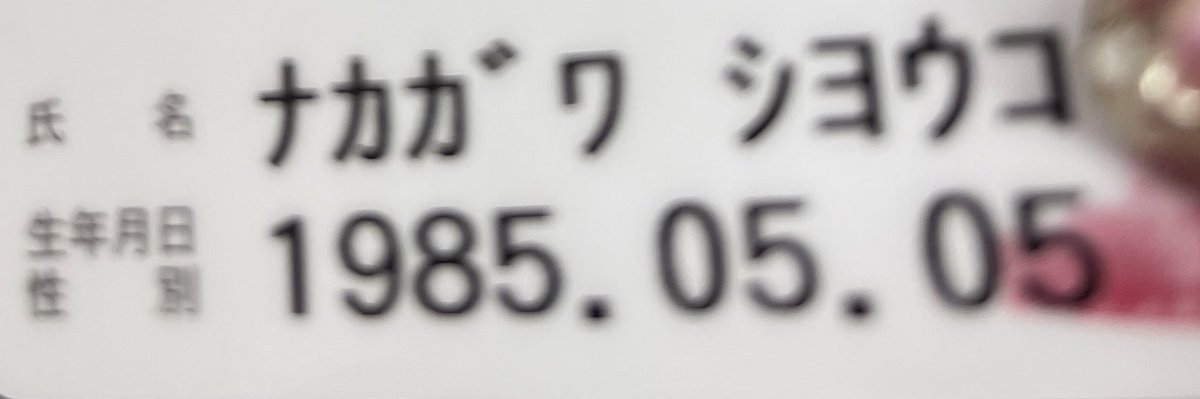 氏名 ナカガワ シヨウコ
生年月日 1985.05.05
性別